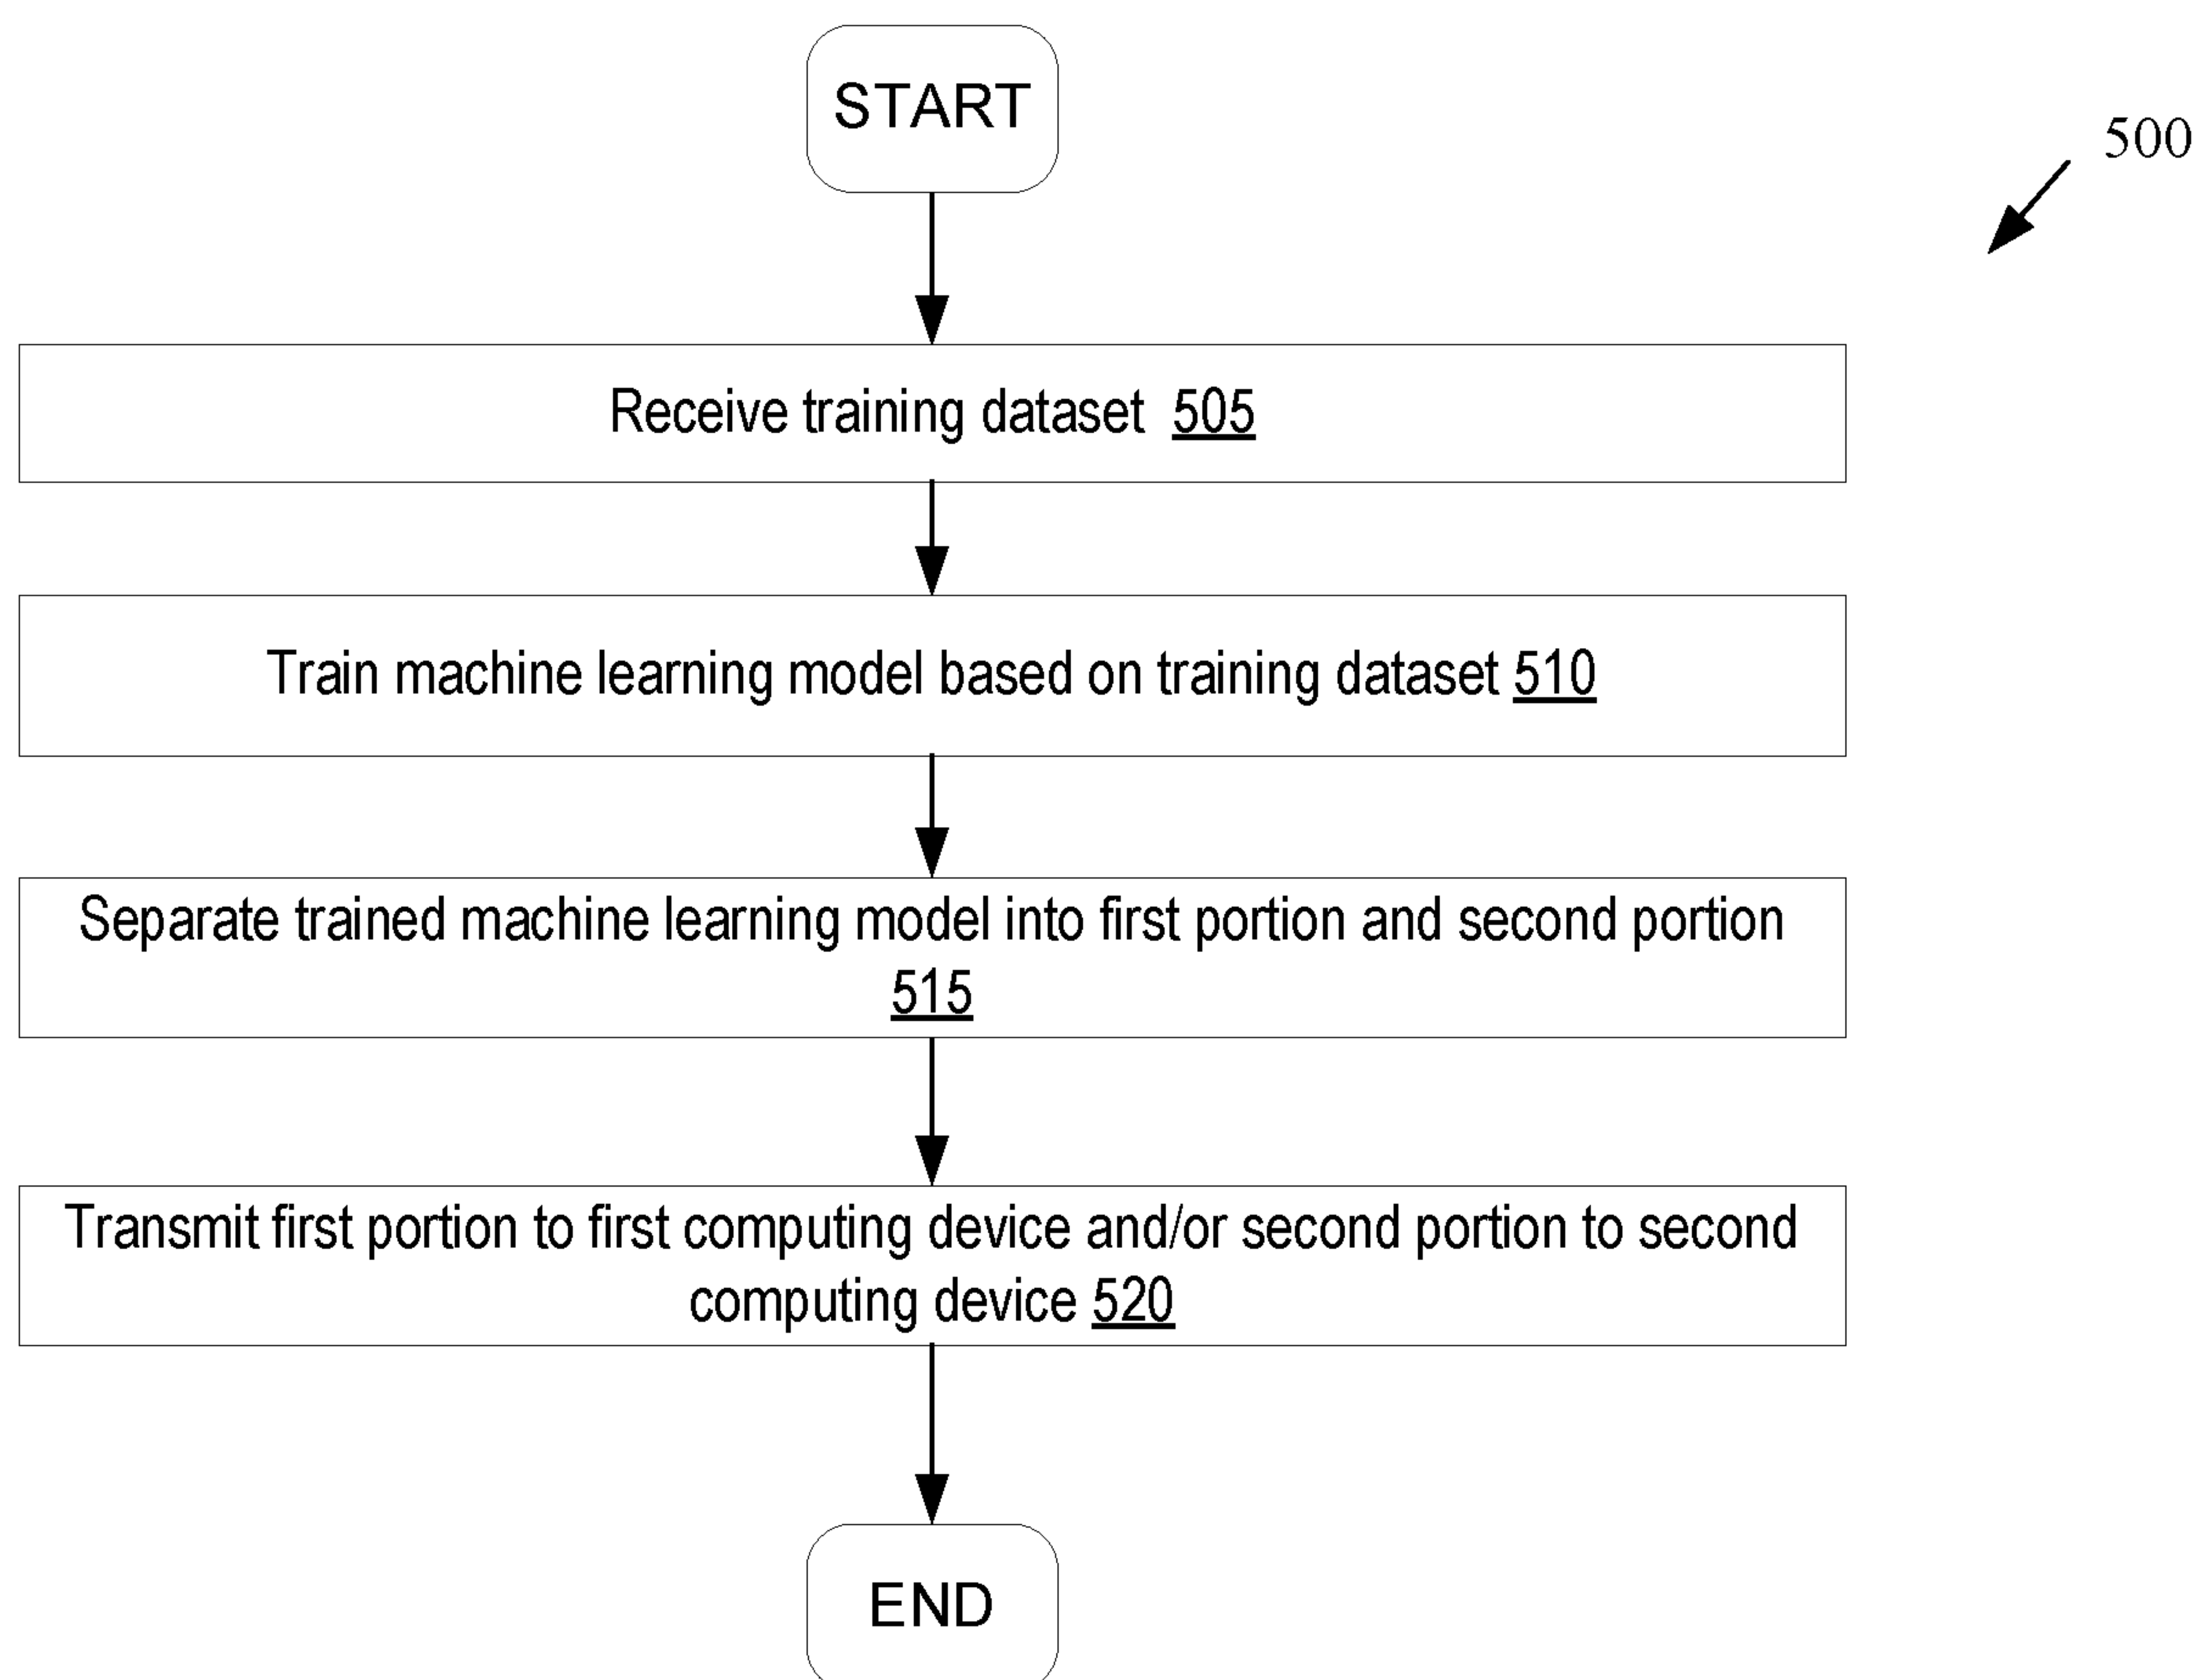 START
500
Receive training dataset 505
Train machine learning model based on training dataset 510
Separate trained machine learning model into first portion and second portion
515
Transmit first portion to first computing device and/or second portion to second
computing device 520
END